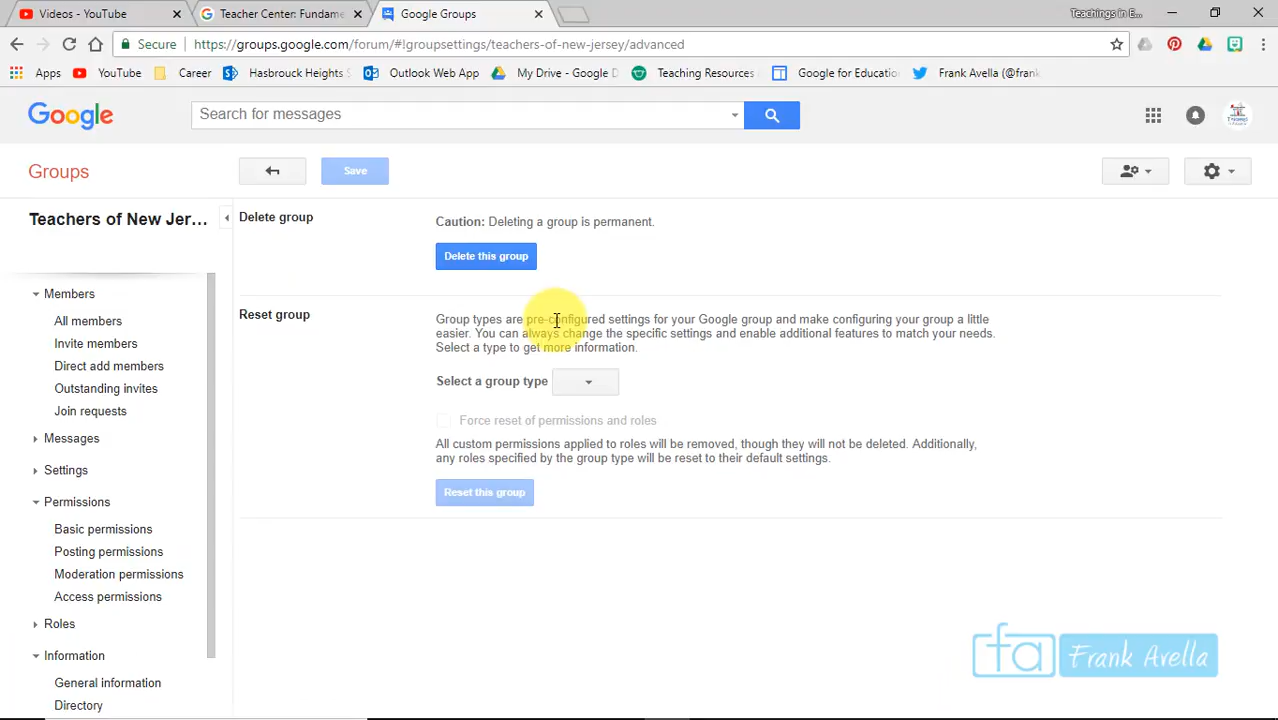 Videos - YouTube
Teacher Center: Fundame
Google Groups
Teachings in E...
Secure
https://groups.google.com/forum/#!groupsettings/teachers-of-new-jersey/advanced
Apps
YouTube
Career
Hasbrouck Heights S
Outlook Web App
My Drive - Google D
Teaching Resources
Google for Educatio
Frank Avella (@frank
Google
Search for messages
Groups
Save
Teachers of New Jer...
Delete group
Caution: Deleting a group is permanent.
Delete this group
Members
All members
Invite members
Direct add members
Outstanding invites
Join requests
Messages
Settings
Permissions
Basic permissions
Posting permissions
Moderation permissions
Access permissions
Roles
Information
General information
Directory
Reset group
Group types are pre-configured settings for your Google group and make configuring your group a little
easier. You can always change the specific settings and enable additional features to match your needs.
Select a type to get more information.
Select a group type
Force reset of permissions and roles
All custom permissions applied to roles will be removed, though they will not be deleted. Additionally,
any roles specified by the group type will be reset to their default settings.
Reset this group
fa Frank Avella